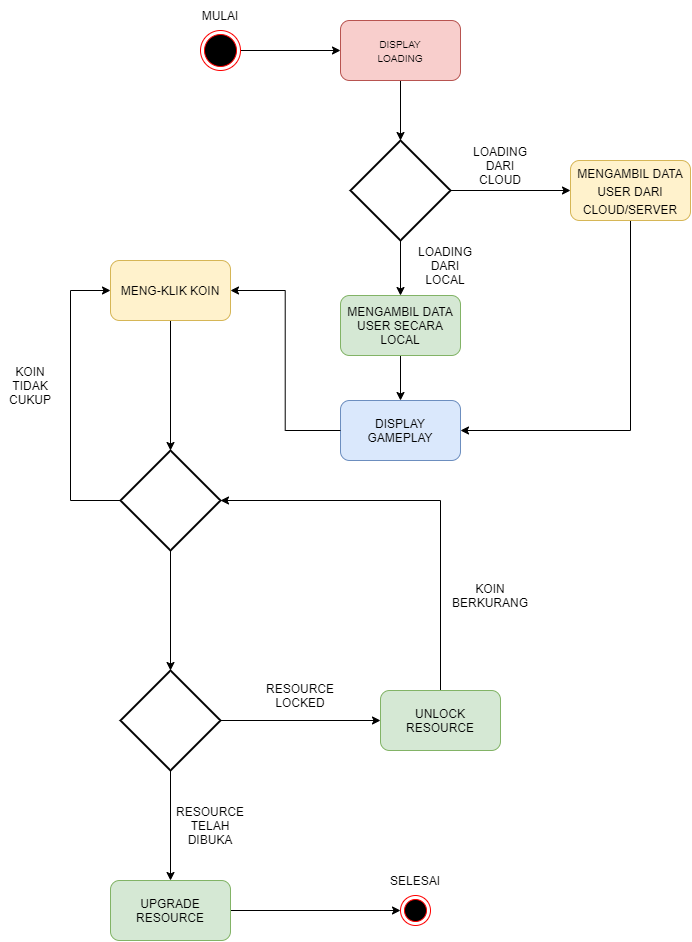 MULAI
DISPLAY
LOADING
LOADING
DARI
CLOUD
MENGAMBIL DATA
USER DARI
CLOUD/SERVER
LOADING
DARI
LOCAL
MENG-KLIK KOIN
MENGAMBIL DATA
USER SECARA
LOCAL
KOIN
TIDAK
CUKUP
DISPLAY
GAMEPLAY
KOIN
BERKURANG
RESOURCE
LOCKED
UNLOCK
RESOURCE
RESOURCE
TELAH
DIBUKA
UPGRADE
RESOURCE
SELESAI